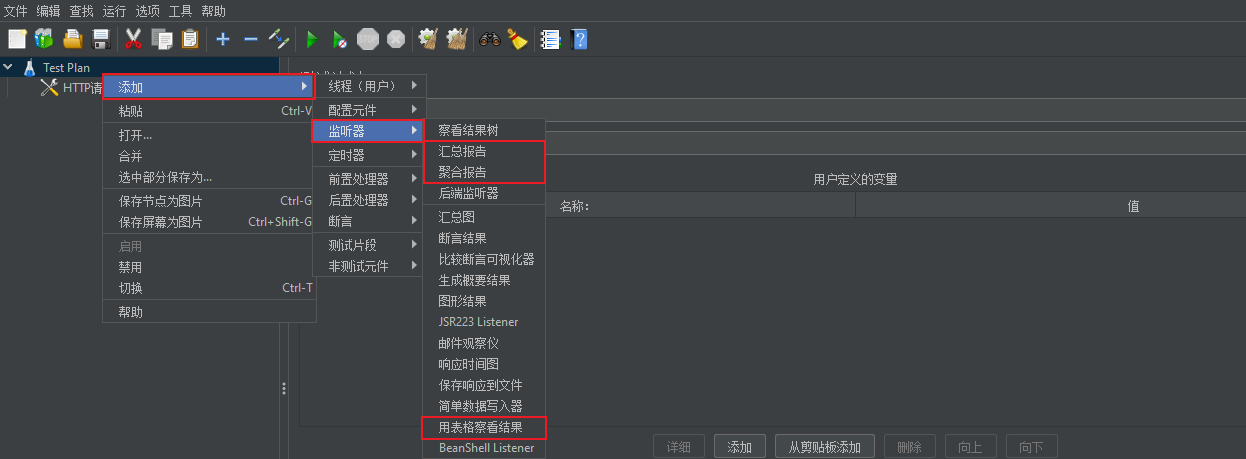 文件 编辑 查找 运行 选项 工具 帮助
Test Plan
HTTP请
添加
粘贴 Ctrl-V
打开...
合并
选中部分保存为...
保存节点为图片 Ctrl-G
保存屏幕为图片 Ctrl+Shift-G
启用
禁用
切换 Ctrl-T
帮助
线程（用户）
配置元件
监听器
定时器
前置处理器
后置处理器
断言
测试片段
非测试元件
察看结果树
汇总报告
聚合报告
后端监听器
汇总图
断言结果
比较断言可视化器
生成概要结果
图形结果
JSR223 Listener
邮件观察仪
响应时间图
保存响应到文件
简单数据写入器
用表格察看结果
BeanShell Listener
用户定义的变量
名称: 值
详细 添加 从剪贴板添加 删除 向上 向下